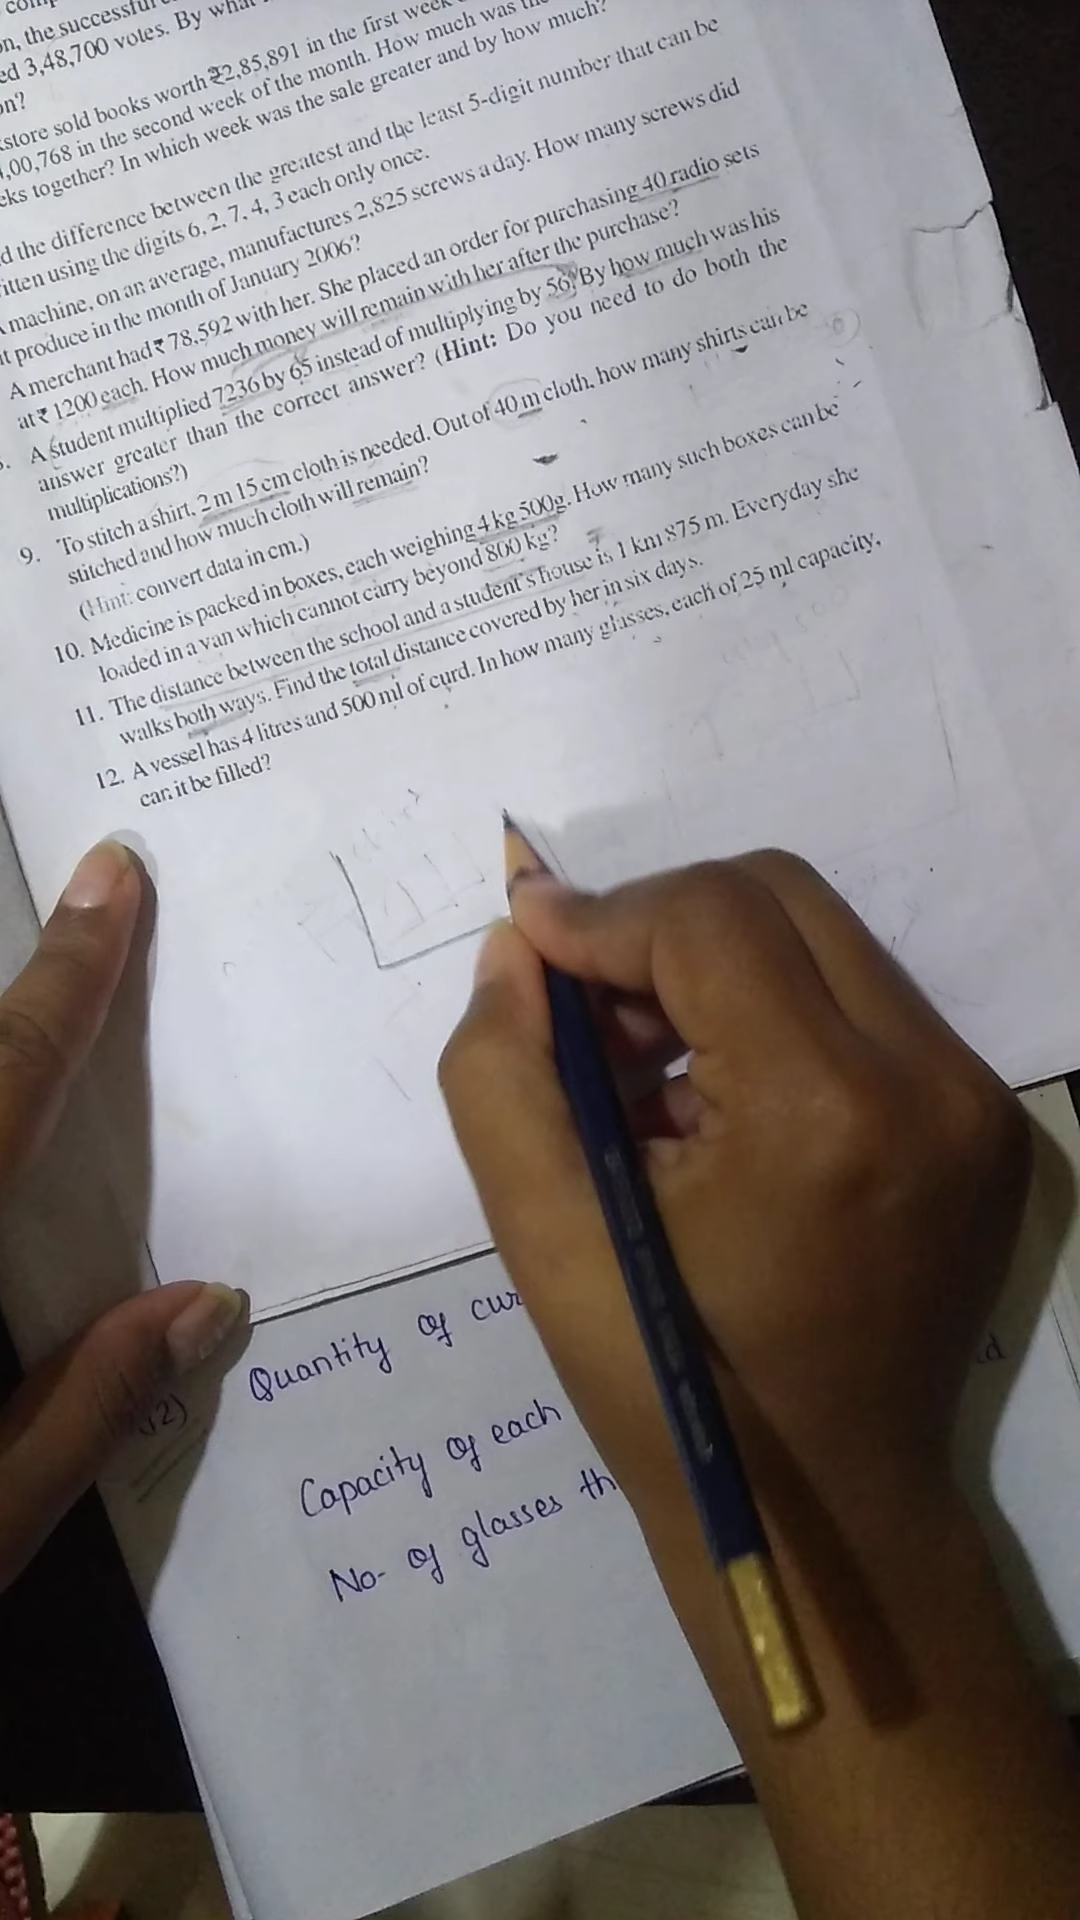 the successful
ed 3,48,700 votes. By what
on?
store sold books worth ₹2,85,891 in the first week
,00,768 in the second week of the month. How much was the
eks together? In which week was the sale greater and by how much?
d the difference between the greatest and the least 5-digit number that can be
itten using the digits 6, 2, 7, 4, 3 each only once.
machine, on an average, manufactures 2,825 screws a day. How many screws did
it produce in the month of January 2006?
A merchant had ₹ 78,592 with her. She placed an order for purchasing 40 radio sets
at ₹ 1200 each. How much money will remain with her after the purchase?
A student multiplied 7236 by 65 instead of multiplying by 56. By how much was his
answer greater than the correct answer? (Hint: Do you need to do both the
multiplications?)
9. To stitch a shirt, 2 m 15 cm cloth is needed. Out of 40 m cloth, how many shirts can be
stitched and how much cloth will remain?
(Hint: convert data in cm.)
10. Medicine is packed in boxes, each weighing 4 kg 500g. How many such boxes can be
loaded in a van which cannot carry beyond 800 kg?
11. The distance between the school and a student's house is 1 km 875 m. Everyday she
walks both ways. Find the total distance covered by her in six days.
12. A vessel has 4 litres and 500 ml of curd. In how many glasses, each of 25 ml capacity,
can it be filled?
12) Quantity of cur
Capacity of each
No- of glasses th